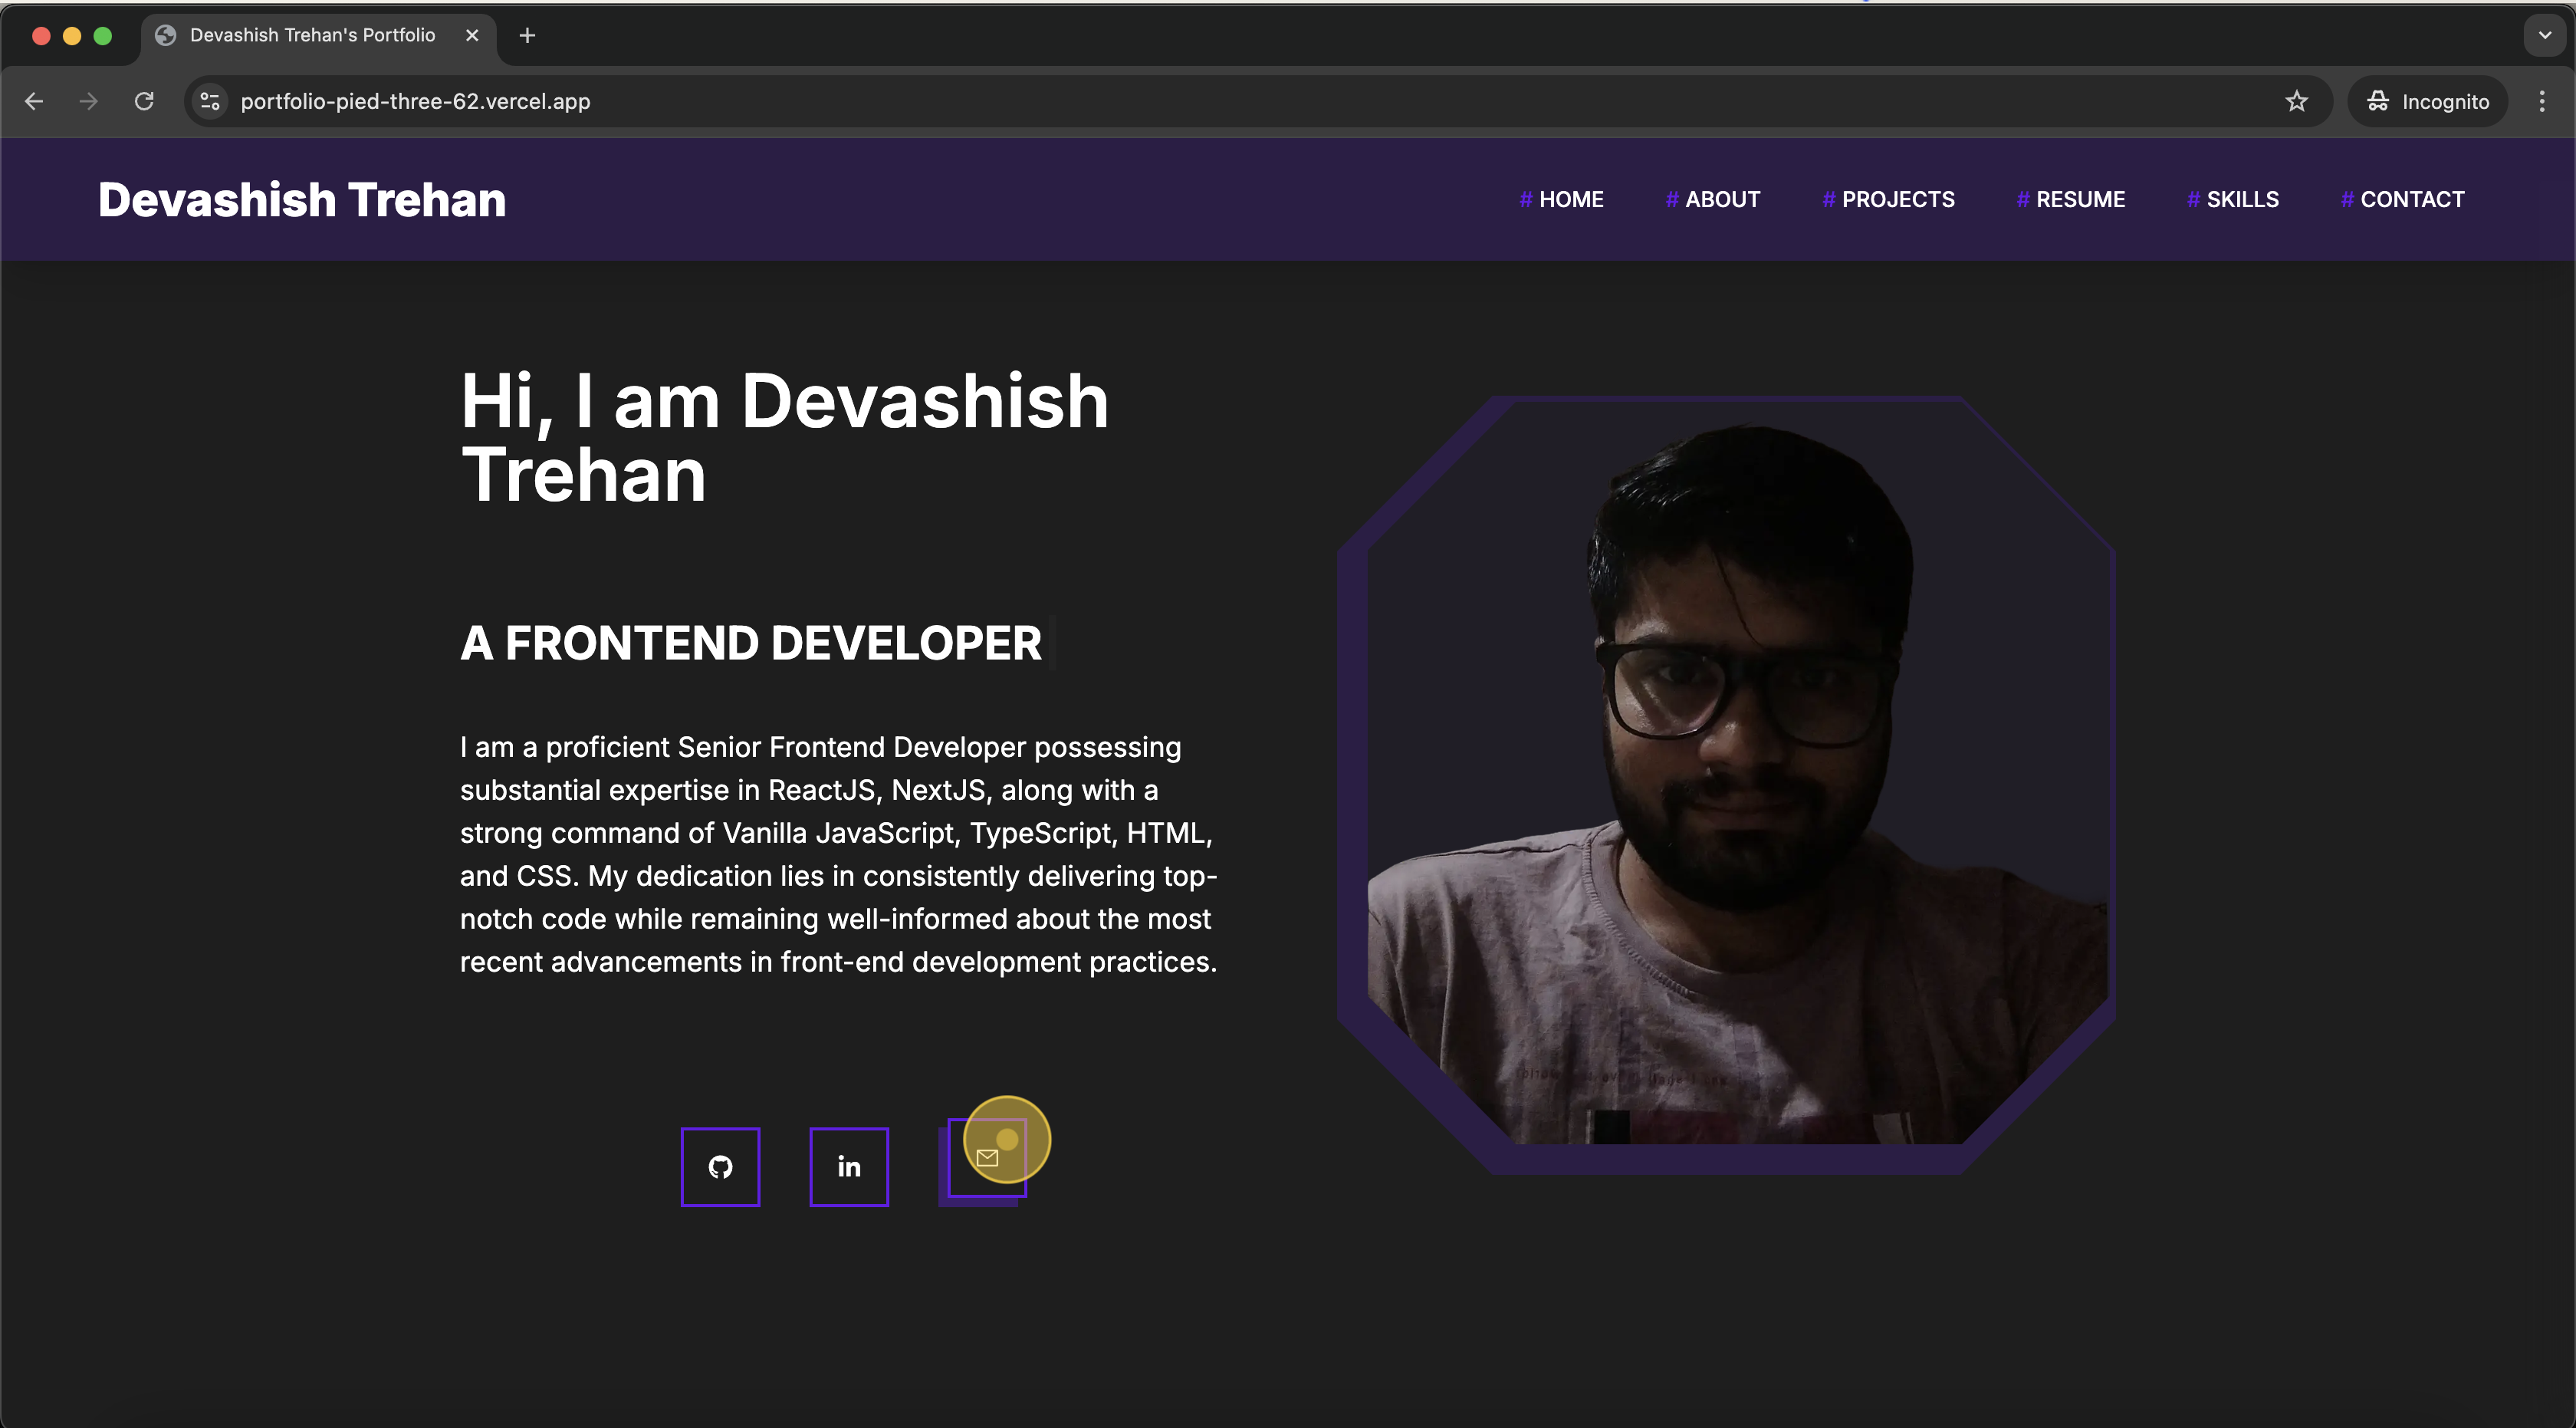 Devashish Trehan's Portfolio
portfolio-pied-three-62.vercel.app
Incognito
Devashish Trehan
# HOME # ABOUT # PROJECTS # RESUME # SKILLS # CONTACT
Hi, I am Devashish
Trehan
A FRONTEND DEVELOPER
I am a proficient Senior Frontend Developer possessing
substantial expertise in ReactJS, NextJS, along with a
strong command of Vanilla JavaScript, TypeScript, HTML,
and CSS. My dedication lies in consistently delivering top-
notch code while remaining well-informed about the most
recent advancements in front-end development practices.
in